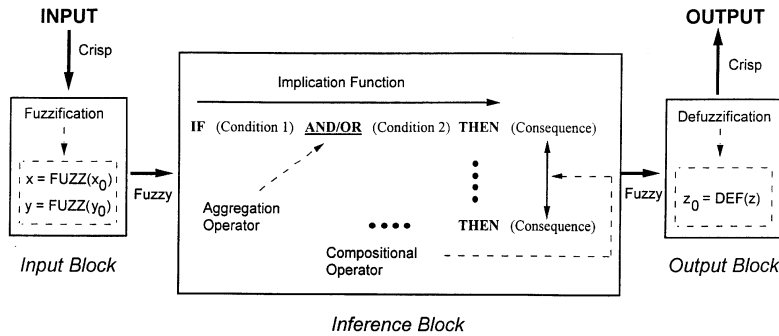 INPUT
Crisp
Fuzzification
x = FUZZ(x0)
y = FUZZ(y0)
Input Block
Fuzzy
Implication Function
IF (Condition 1) AND/OR (Condition 2) THEN (Consequence)
Aggregation
Operator
THEN (Consequence)
Compositional
Operator
Inference Block
Fuzzy
OUTPUT
Crisp
Defuzzification
z0 = DEF(z)
Output Block